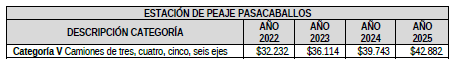 ESTACIÓN DE PEAJE PASACABALLOS
DESCRIPCIÓN CATEGORÍA AÑO 2022 AÑO 2023 AÑO 2024 AÑO 2025
Categoría V Camiones de tres, cuatro, cinco, seis ejes $32.232 $36.114 $39.743 $42.882